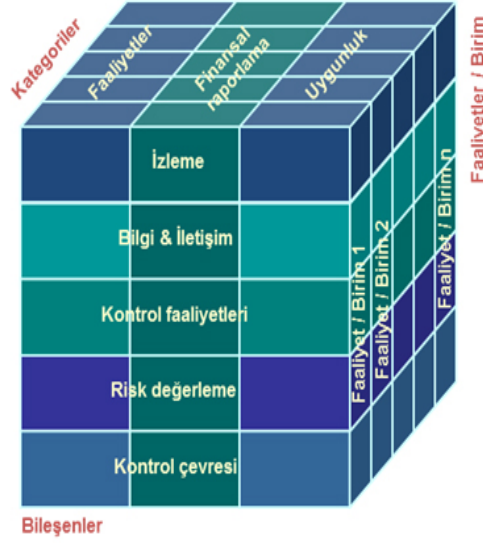 Kategoriler
Faaliyetler
Finansal
raporlama
Uygunluk
Faaliyetler / Birim
İzleme
Bilgi & İletişim
Kontrol faaliyetleri
Risk değerleme
Kontrol çevresi
Faaliyet / Birim 1
Faaliyet / Birim 2
Faaliyet / Birim n
Bileşenler